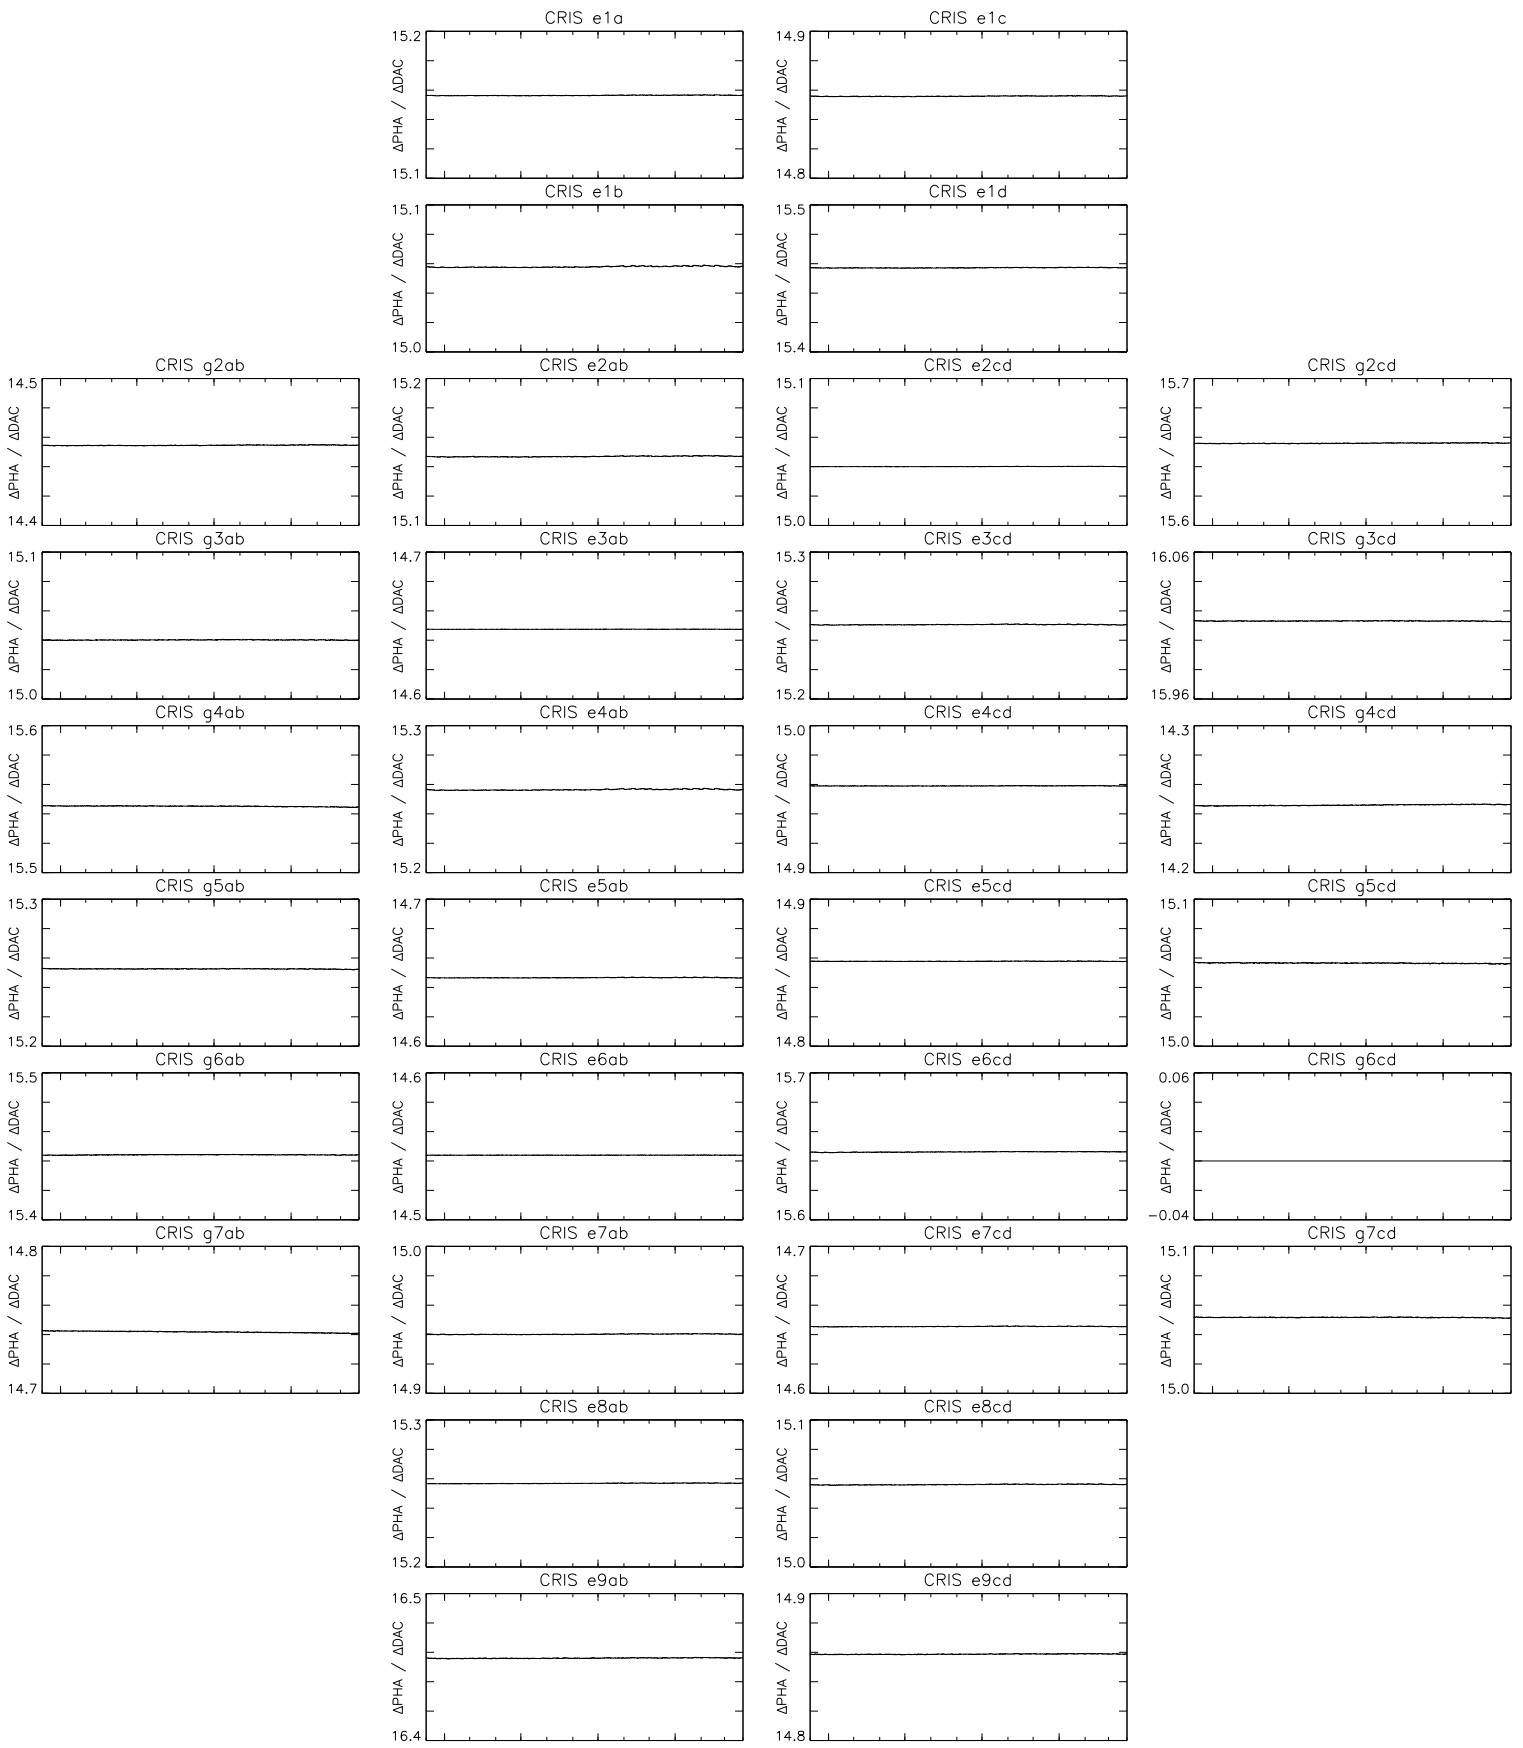 CRIS e1a
CRIS e1c
15.2
ΔPHA / ΔDAC
15.1
14.9
ΔPHA / ΔDAC
14.8
CRIS e1b
CRIS e1d
15.1
ΔPHA / ΔDAC
15.0
15.5
ΔPHA / ΔDAC
15.4
CRIS g2ab
CRIS e2ab
CRIS e2cd
CRIS g2cd
14.5
ΔPHA / ΔDAC
14.4
15.2
ΔPHA / ΔDAC
15.1
15.1
ΔPHA / ΔDAC
15.0
15.7
ΔPHA / ΔDAC
15.6
CRIS g3ab
CRIS e3ab
CRIS e3cd
CRIS g3cd
15.1
ΔPHA / ΔDAC
15.0
14.7
ΔPHA / ΔDAC
14.6
15.3
ΔPHA / ΔDAC
15.2
16.06
ΔPHA / ΔDAC
15.96
CRIS g4ab
CRIS e4ab
CRIS e4cd
CRIS g4cd
15.6
ΔPHA / ΔDAC
15.5
15.3
ΔPHA / ΔDAC
15.2
15.0
ΔPHA / ΔDAC
14.9
14.3
ΔPHA / ΔDAC
14.2
CRIS g5ab
CRIS e5ab
CRIS e5cd
CRIS g5cd
15.3
ΔPHA / ΔDAC
15.2
14.7
ΔPHA / ΔDAC
14.6
14.9
ΔPHA / ΔDAC
14.8
15.1
ΔPHA / ΔDAC
15.0
CRIS g6ab
CRIS e6ab
CRIS e6cd
CRIS g6cd
15.5
ΔPHA / ΔDAC
15.4
14.6
ΔPHA / ΔDAC
14.5
15.7
ΔPHA / ΔDAC
15.6
0.06
ΔPHA / ΔDAC
−0.04
CRIS g7ab
CRIS e7ab
CRIS e7cd
CRIS g7cd
14.8
ΔPHA / ΔDAC
14.7
15.0
ΔPHA / ΔDAC
14.9
14.7
ΔPHA / ΔDAC
14.6
15.1
ΔPHA / ΔDAC
15.0
CRIS e8ab
CRIS e8cd
15.3
ΔPHA / ΔDAC
15.2
15.1
ΔPHA / ΔDAC
15.0
CRIS e9ab
CRIS e9cd
16.5
ΔPHA / ΔDAC
16.4
14.9
ΔPHA / ΔDAC
14.8